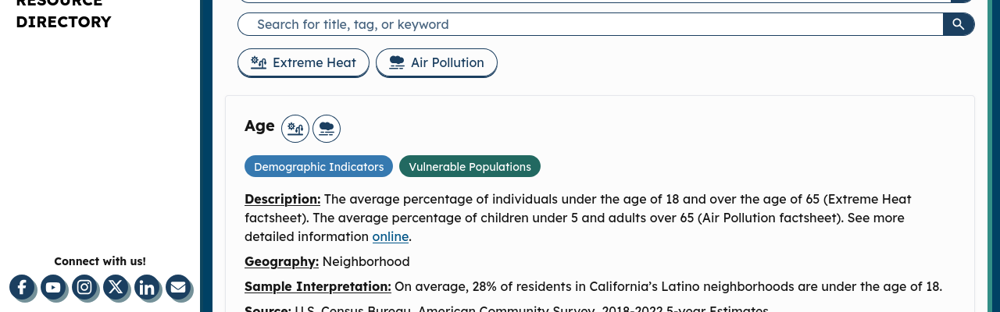 RESOURCE
DIRECTORY
Connect with us!
Search for title, tag, or keyword
Extreme Heat
Air Pollution
Age
Demographic Indicators
Vulnerable Populations
Description: The average percentage of individuals under the age of 18 and over the age of 65 (Extreme Heat
factsheet). The average percentage of children under 5 and adults over 65 (Air Pollution factsheet). See more
detailed information online.
Geography: Neighborhood
Sample Interpretation: On average, 28% of residents in California’s Latino neighborhoods are under the age of 18.
Source: U.S. Census Bureau, American Community Survey, 2018-2022 5-year Estimates